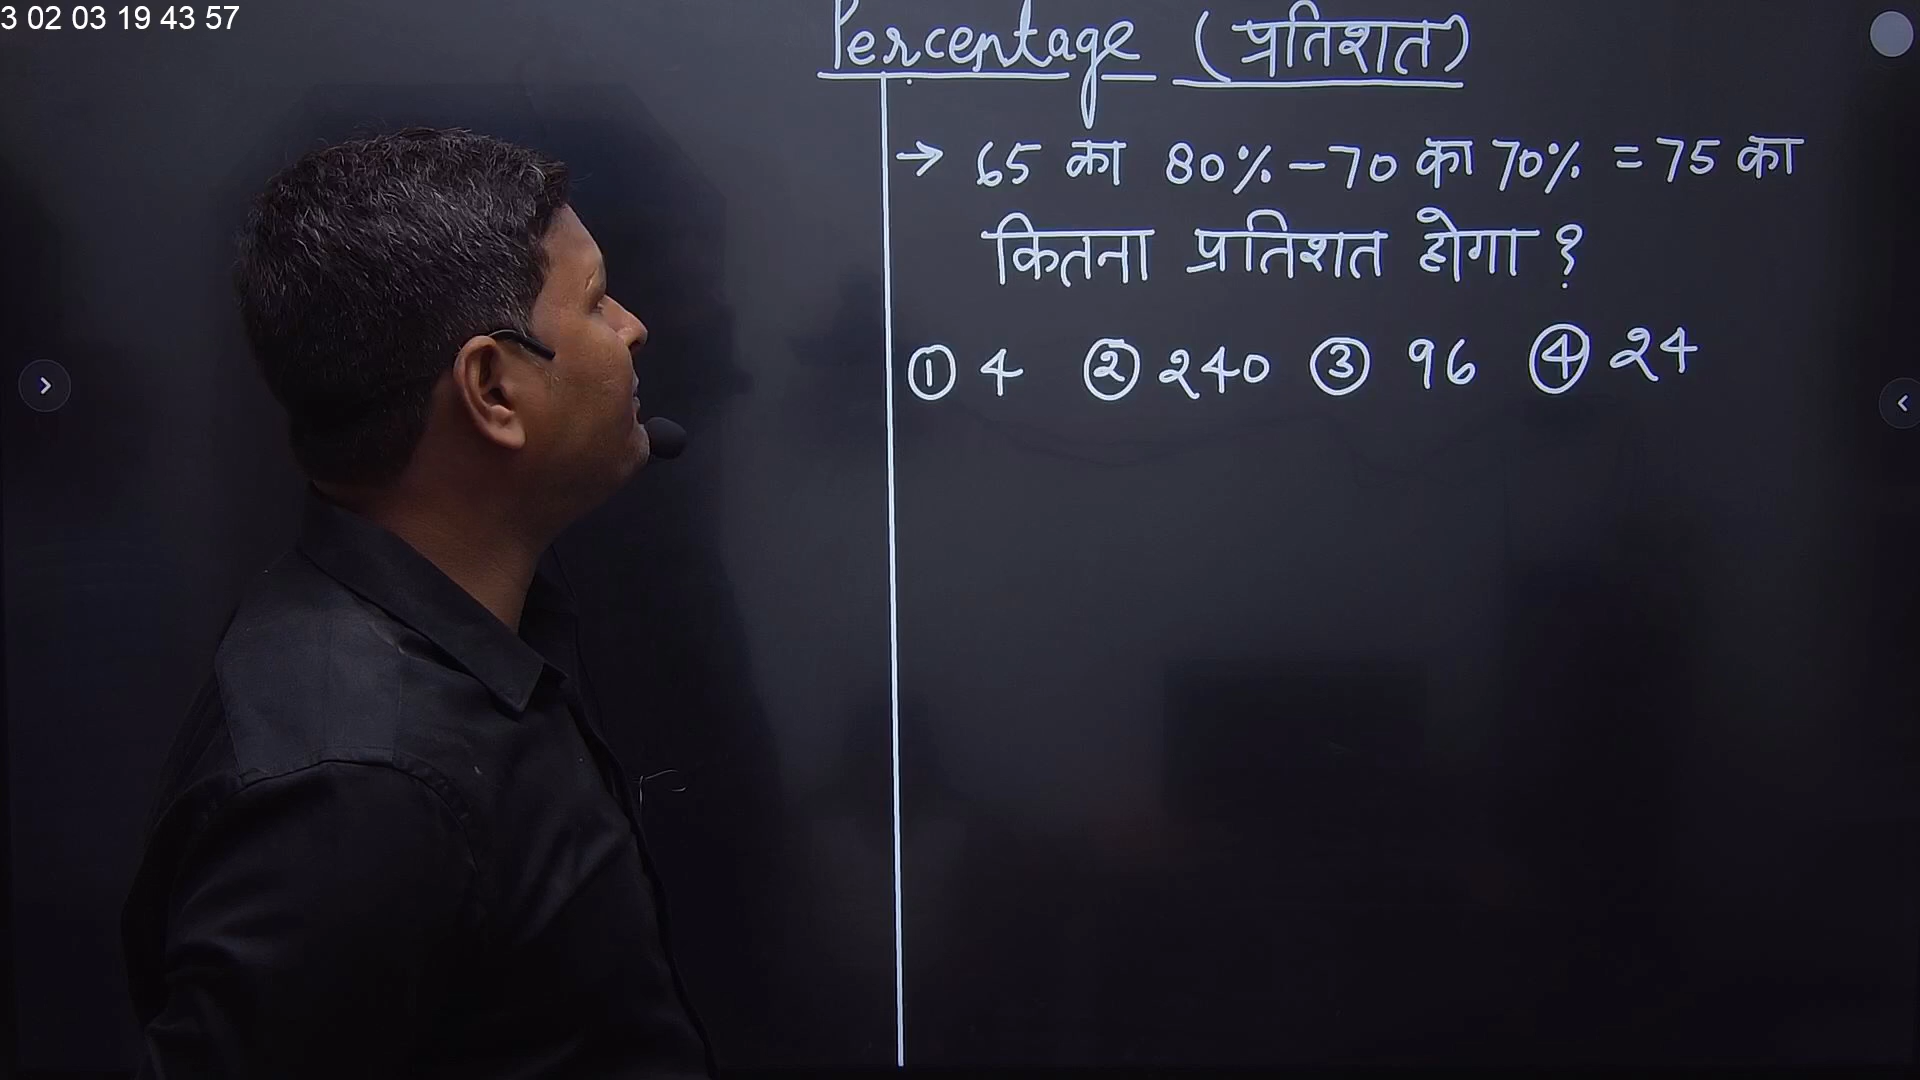 3 02 03 19 43 57
Percentage (प्रतिशत)
→ 65 का 80% – 70 का 70% = 75 का
कितना प्रतिशत होगा ?
① 4 ② 240 ③ 96 ④ 24